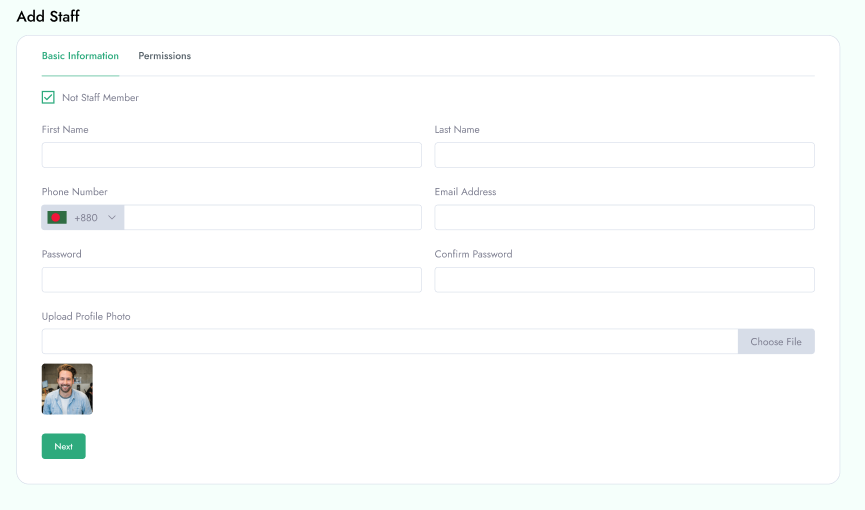 Add Staff
Basic Information Permissions
Not Staff Member
First Name Last Name
Phone Number Email Address
+880
Password Confirm Password
Upload Profile Photo
Choose File
Next